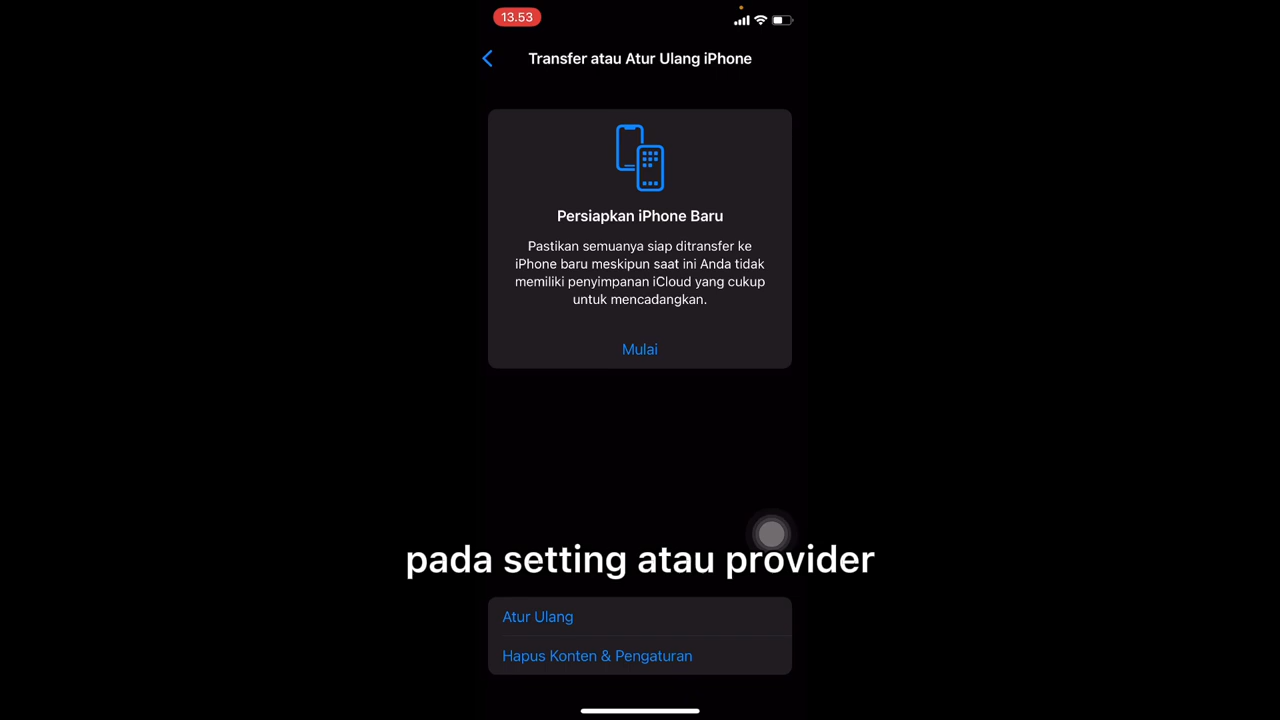 13.53
Transfer atau Atur Ulang iPhone
Persiapkan iPhone Baru
Pastikan semuanya siap ditransfer ke
iPhone baru meskipun saat ini Anda tidak
memiliki penyimpanan iCloud yang cukup
untuk mencadangkan.
Mulai
pada setting atau provider
Atur Ulang
Hapus Konten & Pengaturan